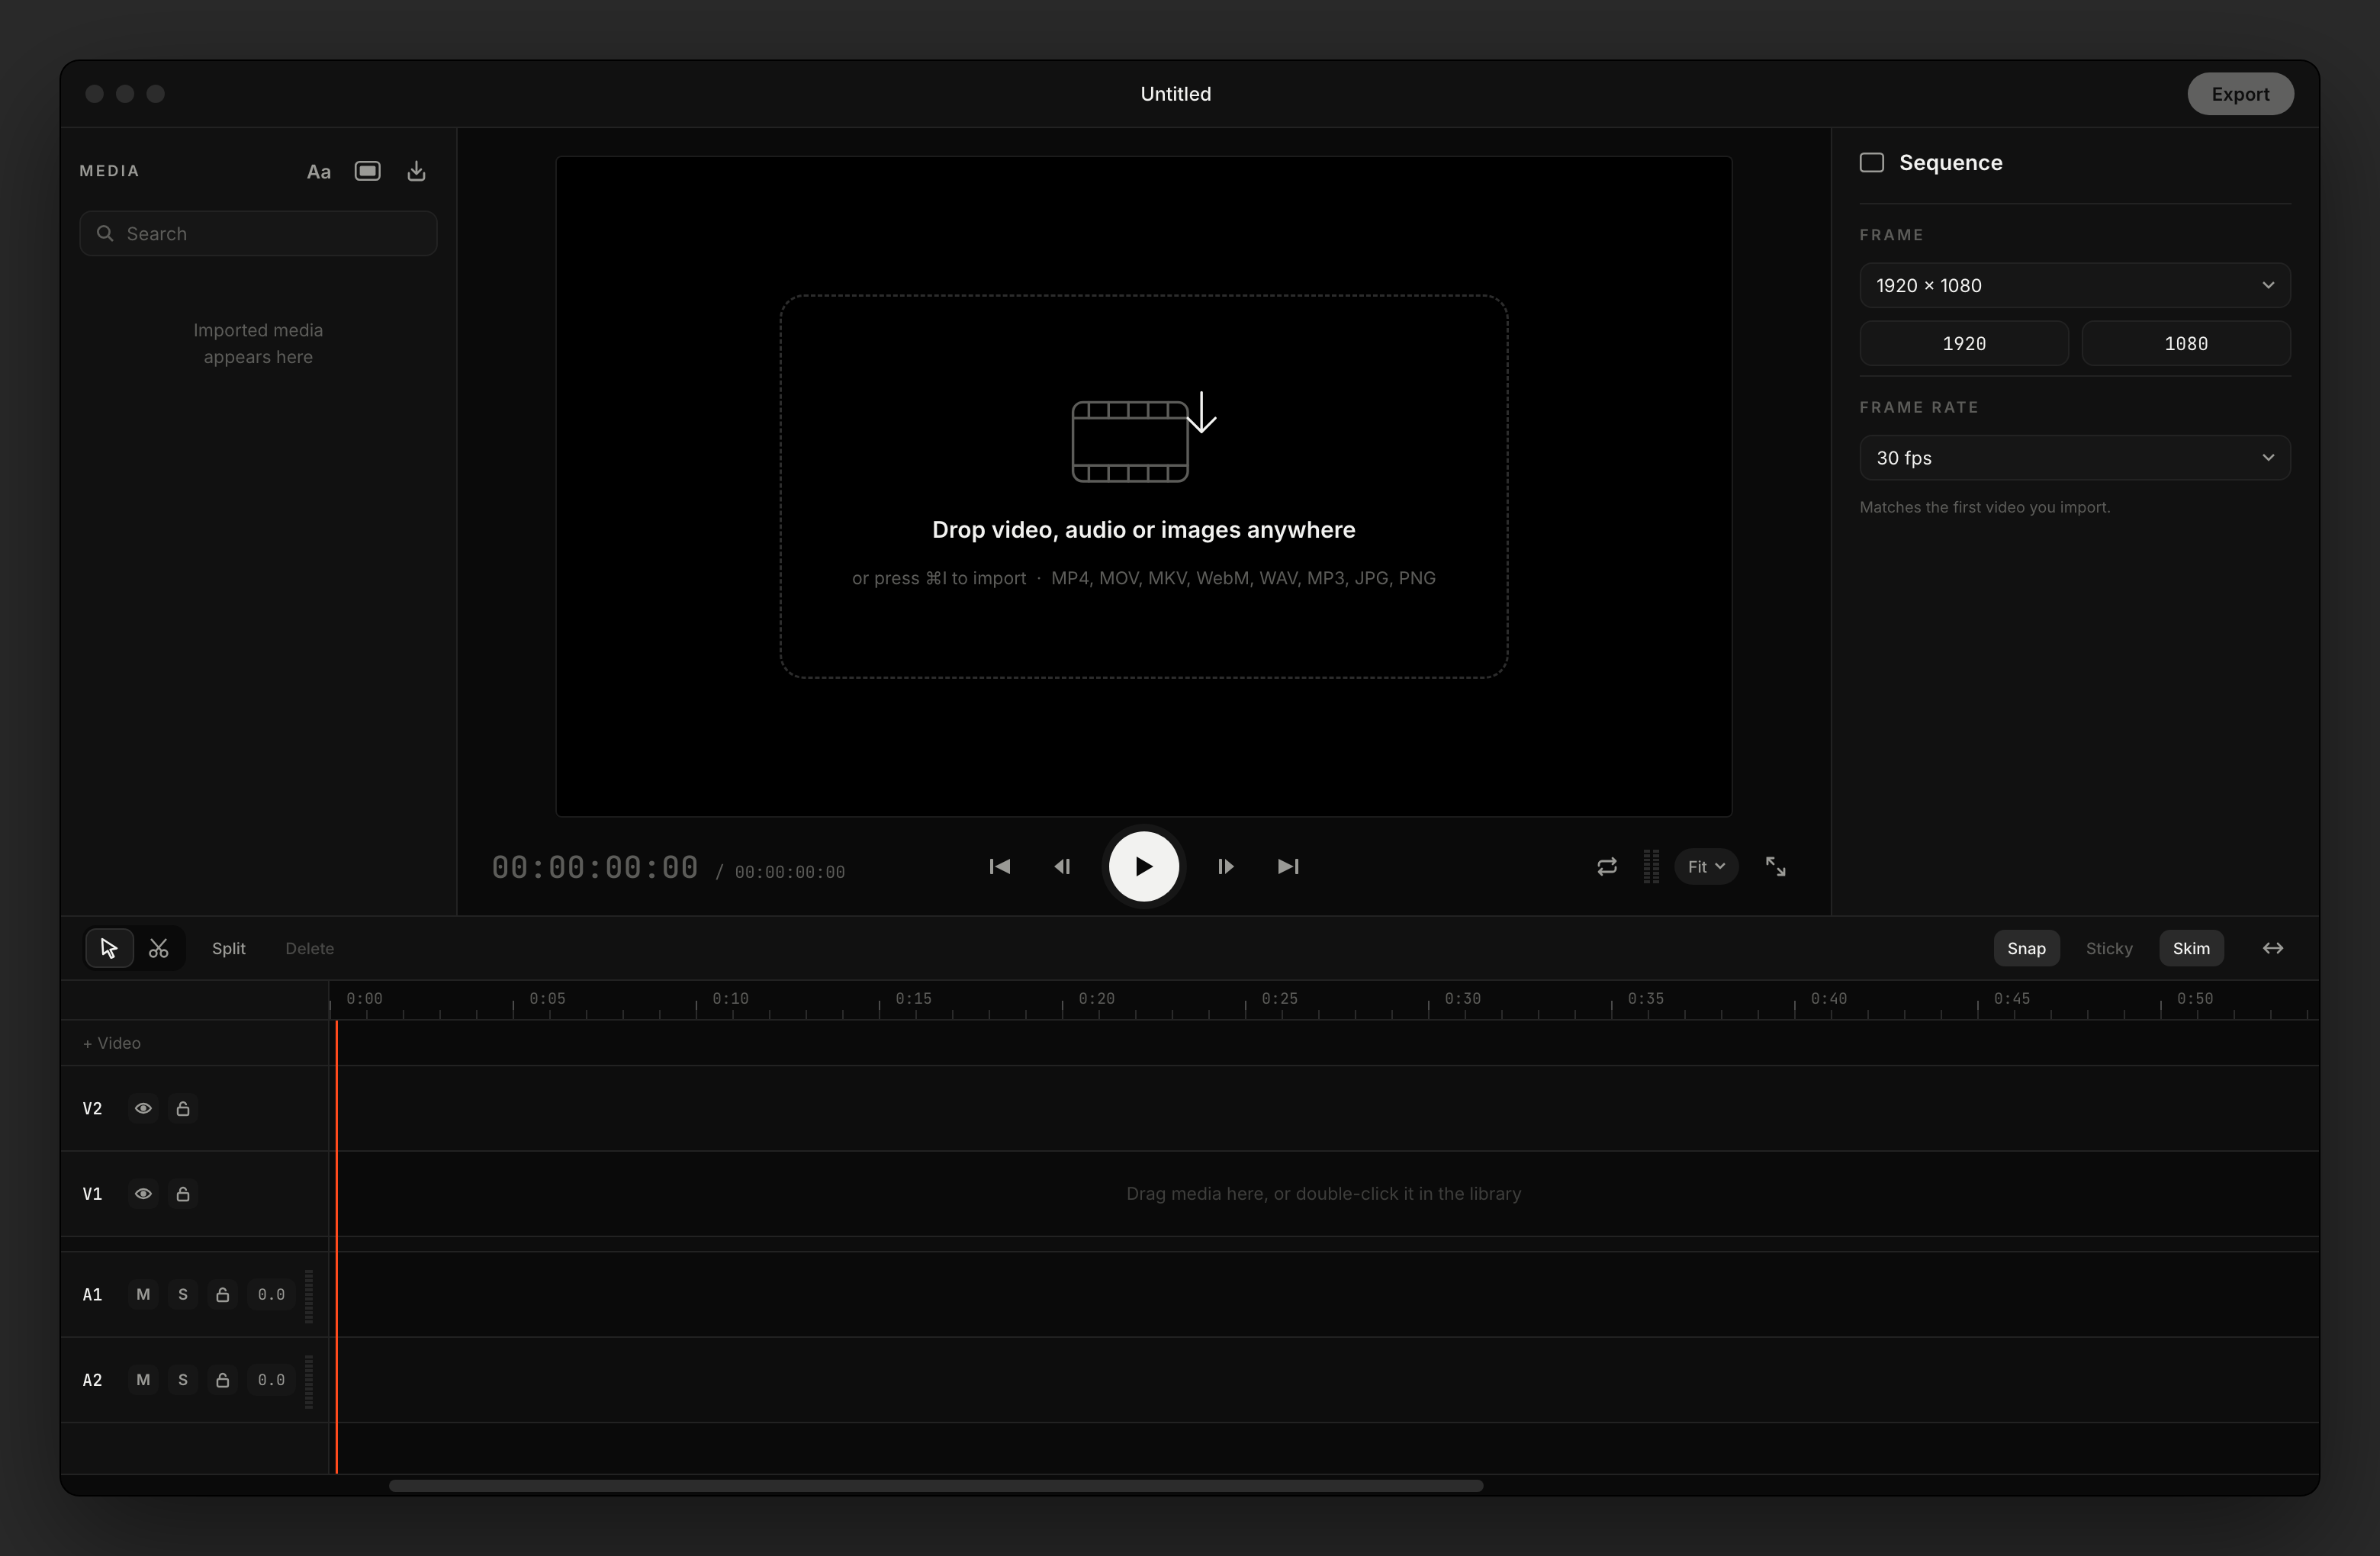 Untitled
Export
MEDIA
Aa
Search
Imported media
appears here
Drop video, audio or images anywhere
or press ⌘I to import · MP4, MOV, MKV, WebM, WAV, MP3, JPG, PNG
00:00:00:00 / 00:00:00:00
Fit
Sequence
FRAME
1920 × 1080
1920 1080
FRAME RATE
30 fps
Matches the first video you import.
Split Delete
Snap Sticky Skim
0:00 0:05 0:10 0:15 0:20 0:25 0:30 0:35 0:40 0:45 0:50
+ Video
V2
V1
Drag media here, or double-click it in the library
A1 M S 0.0
A2 M S 0.0